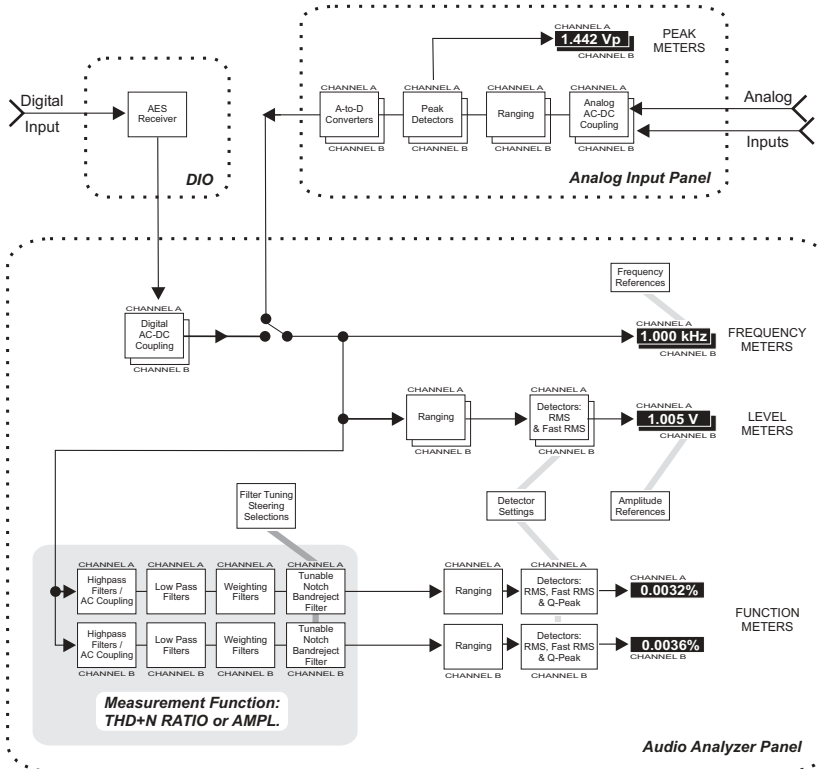 CHANNEL A
1.442 Vp
CHANNEL B
PEAK
METERS
Digital
Input
AES
Receiver
DIO
CHANNEL A
A-to-D
Converters
CHANNEL B
CHANNEL A
Peak
Detectors
CHANNEL B
CHANNEL A
Ranging
CHANNEL B
CHANNEL A
Analog
AC-DC
Coupling
CHANNEL B
Analog
Inputs
Analog Input Panel
CHANNEL A
Digital
AC-DC
Coupling
CHANNEL B
Frequency
References
CHANNEL A
1.000 kHz
CHANNEL B
FREQUENCY
METERS
CHANNEL A
Ranging
CHANNEL B
CHANNEL A
Detectors:
RMS
& Fast RMS
CHANNEL B
CHANNEL A
1.005 V
CHANNEL B
LEVEL
METERS
Filter Tuning
Steering
Selections
Detector
Settings
Amplitude
References
CHANNEL A
Highpass
Filters /
AC Coupling
CHANNEL A
Low Pass
Filters
CHANNEL A
Weighting
Filters
CHANNEL A
Tunable
Notch
Bandreject
Filter
CHANNEL A
Ranging
CHANNEL A
Detectors:
RMS, Fast RMS
& Q-Peak
CHANNEL A
0.0032%
FUNCTION
METERS
Highpass
Filters /
AC Coupling
CHANNEL B
Low Pass
Filters
CHANNEL B
Weighting
Filters
CHANNEL B
Tunable
Notch
Bandreject
Filter
CHANNEL B
Ranging
CHANNEL B
Detectors:
RMS, Fast RMS
& Q-Peak
CHANNEL B
0.0036%
CHANNEL B
Measurement Function:
THD+N RATIO or AMPL.
Audio Analyzer Panel